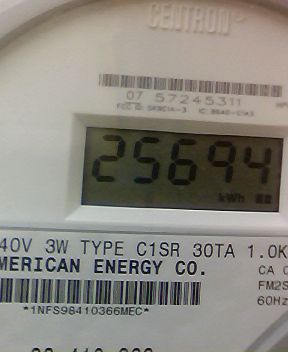 CENTRON
07 57245311
25694
kWh
40V 3W TYPE C1SR 30TA 1.0K
MERICAN ENERGY CO. CA 0
FM2S
60Hz
*1NFS98410366MEC*